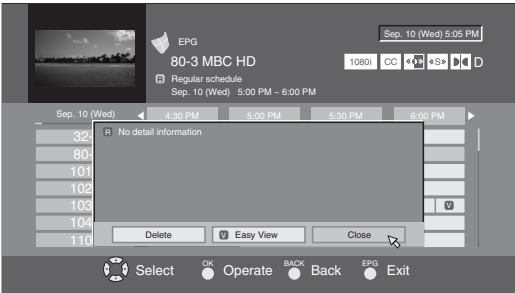 EPG
Sep. 10 (Wed) 5:05 PM
80-3 MBC HD
1080i CC «O» «S» D
R Regular schedule
Sep. 10 (Wed) 5:00 PM – 6:00 PM
Sep. 10 (Wed) 4:30 PM 5:00 PM 5:30 PM 6:00 PM
R No detail information
32-
80-
101
102
103 V
104
110
Delete V Easy View Close
Select OK Operate BACK Back EPG Exit